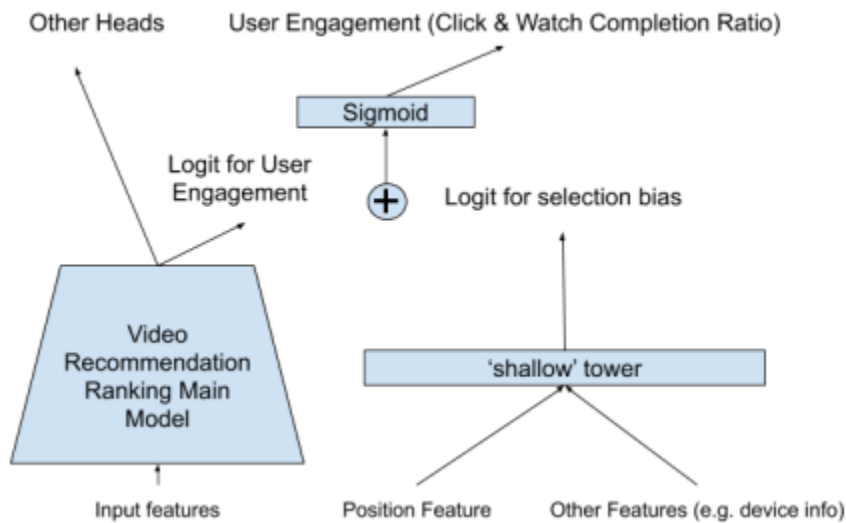 Other Heads
User Engagement (Click & Watch Completion Ratio)
Sigmoid
Logit for User
Engagement
+
Logit for selection bias
Video
Recommendation
Ranking Main
Model
'shallow' tower
Input features
Position Feature
Other Features (e.g. device info)